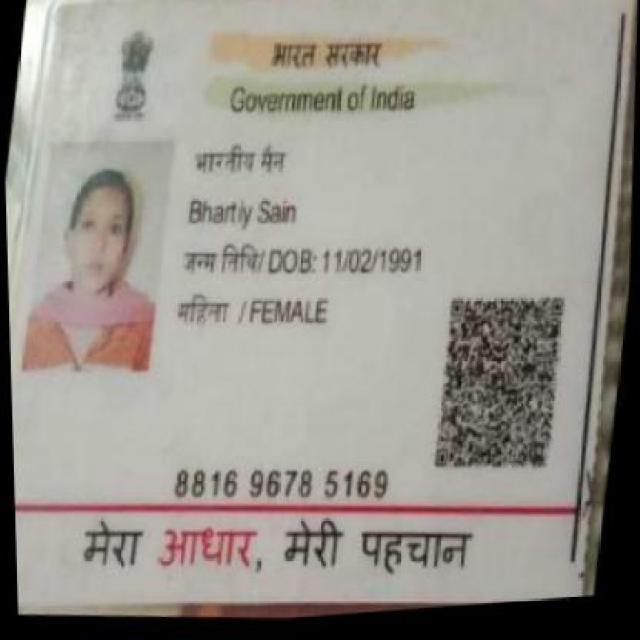 भारत सरकार
Government of India
भारतीय सैन
Bhartiy Sain
जन्म तिथि/ DOB: 11/02/1991
महिला / FEMALE
8816 9678 5169
मेरा आधार, मेरी पहचान